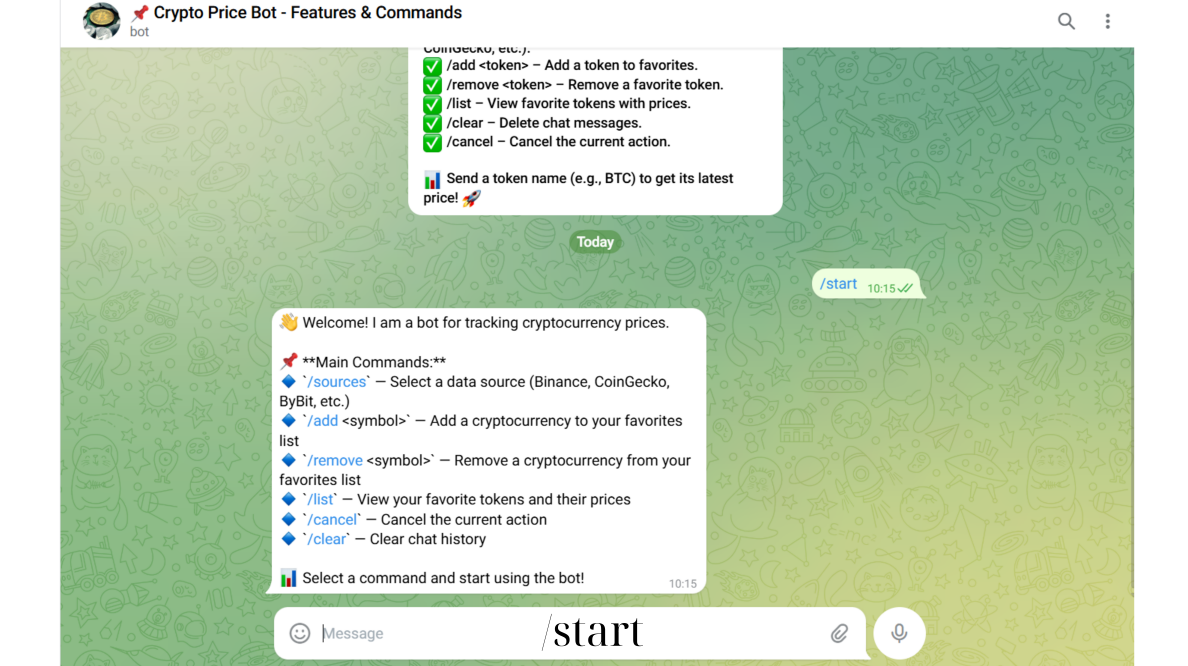 📌 Crypto Price Bot - Features & Commands
bot
CoinGecko, etc.).
✅ /add <token> – Add a token to favorites.
✅ /remove <token> – Remove a favorite token.
✅ /list – View favorite tokens with prices.
✅ /clear – Delete chat messages.
✅ /cancel – Cancel the current action.
📊 Send a token name (e.g., BTC) to get its latest
price! 🚀
Today
/start 10:15
👋 Welcome! I am a bot for tracking cryptocurrency prices.
📌 **Main Commands:**
🔹 `/sources` — Select a data source (Binance, CoinGecko,
ByBit, etc.)
🔹 `/add <symbol>` — Add a cryptocurrency to your favorites
list
🔹 `/remove <symbol>` — Remove a cryptocurrency from your
favorites list
🔹 `/list` — View your favorite tokens and their prices
🔹 `/cancel` — Cancel the current action
🔹 `/clear` — Clear chat history
📊 Select a command and start using the bot!
10:15
Message
/start